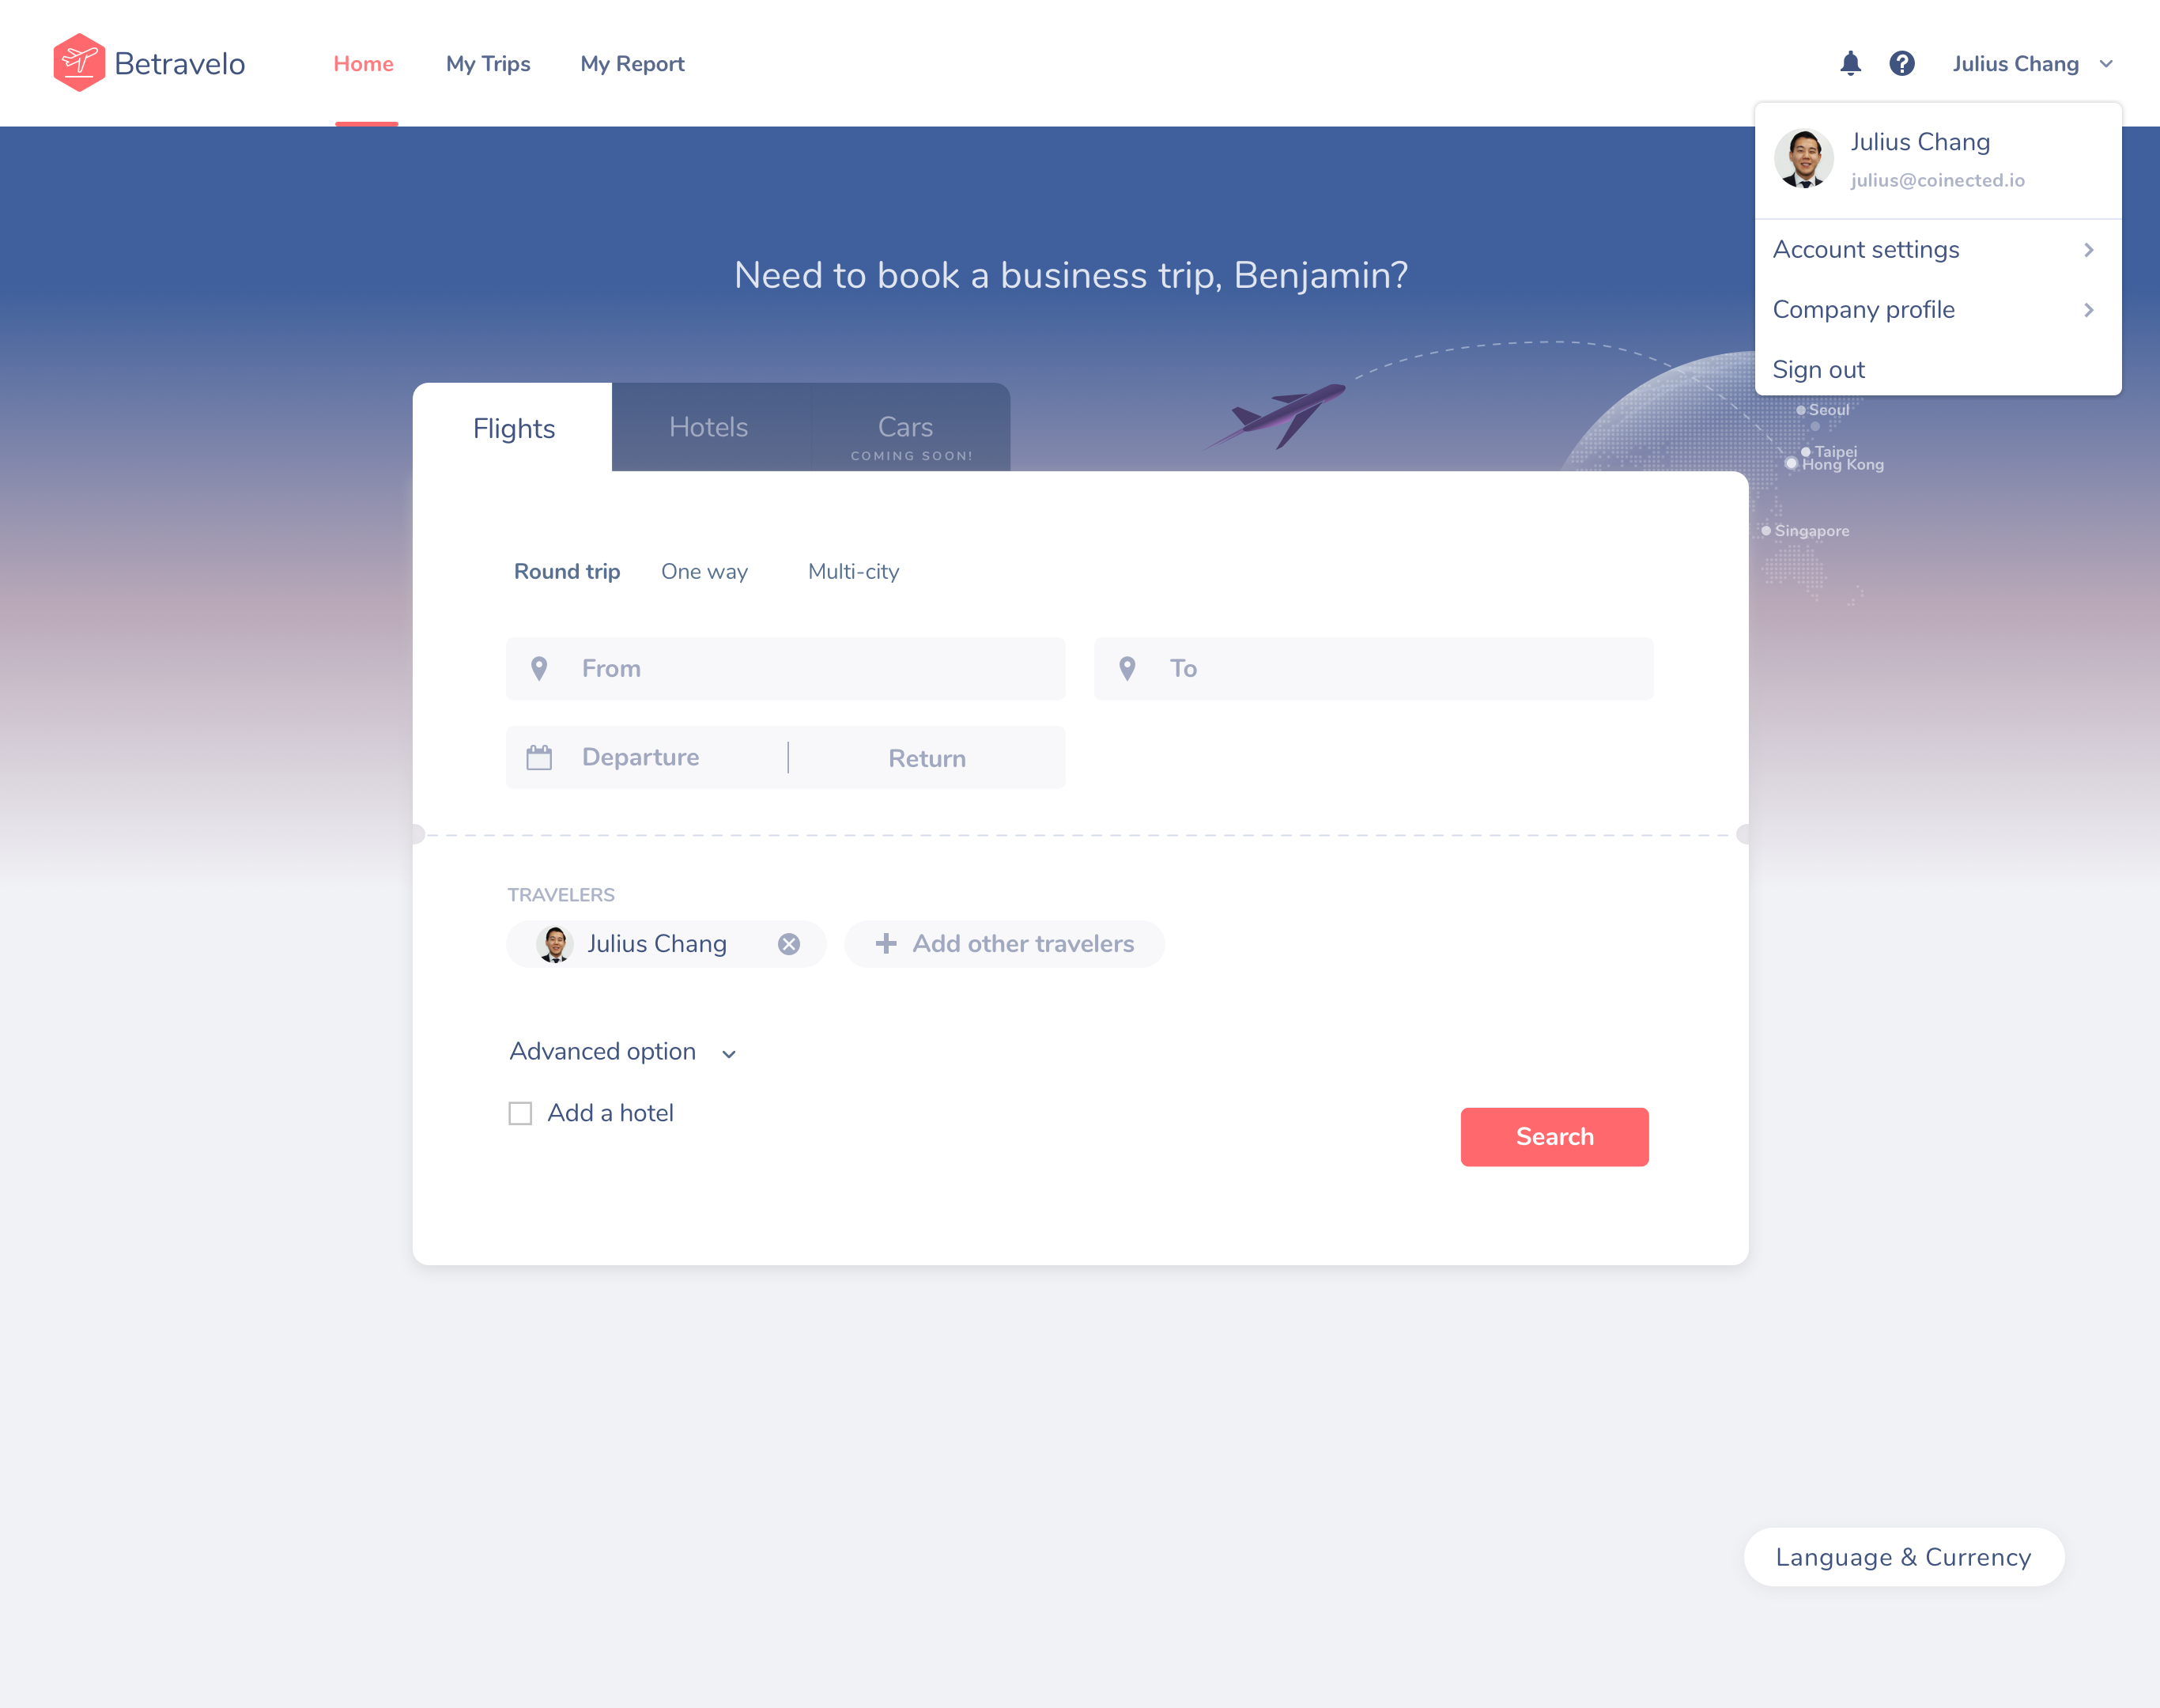 Betravelo
Home
My Trips
My Report
Julius Chang
Julius Chang
julius@coinected.io
Account settings
Company profile
Sign out
Need to book a business trip, Benjamin?
Flights
Hotels
Cars
COMING SOON!
Seoul
Taipei
Hong Kong
Singapore
Round trip
One way
Multi-city
From
To
Departure
Return
TRAVELERS
Julius Chang
Add other travelers
Advanced option
Add a hotel
Search
Language & Currency